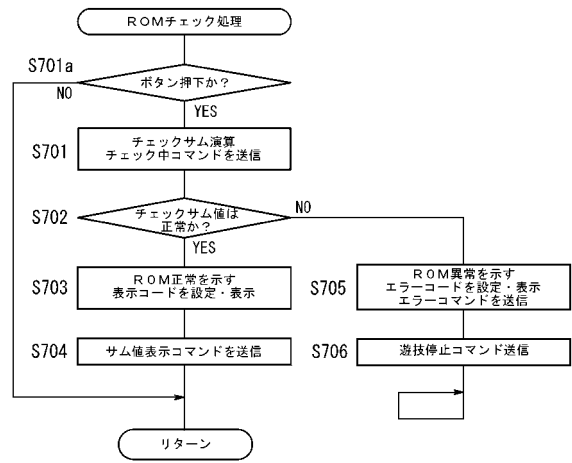 ROMチェック処理
S701a
ボタン押下か？
NO
YES
S701
チェックサム演算
チェック中コマンドを送信
S702
チェックサム値は
正常か？
NO
YES
S703
ROM正常を示す
表示コードを設定・表示
S705
ROM異常を示す
エラーコードを設定・表示
エラーコマンドを送信
S704
サム値表示コマンドを送信
S706
遊技停止コマンド送信
リターン